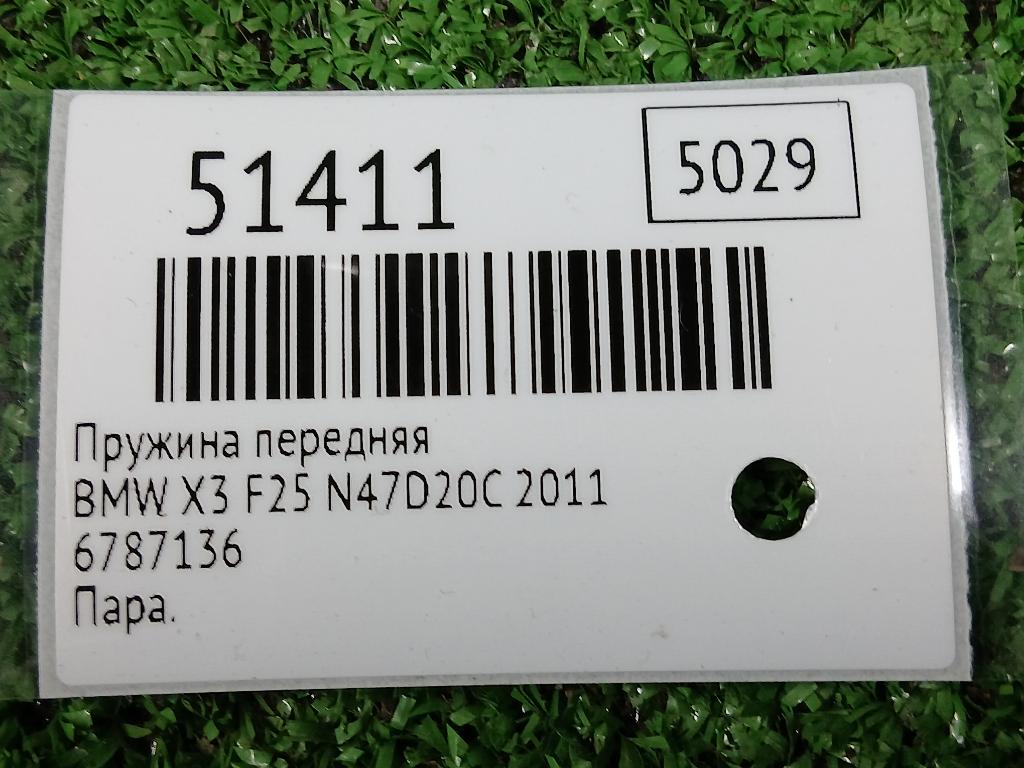 51411
5029
Пружина передняя
BMW X3 F25 N47D20C 2011
6787136
Пара.